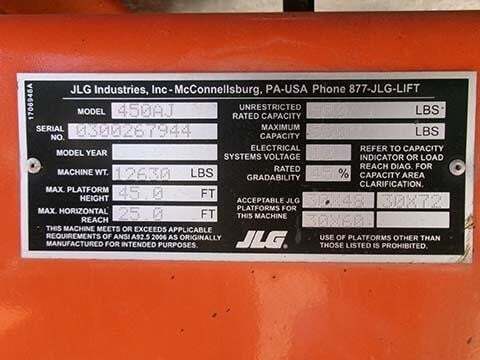 JLG Industries, Inc - McConnellsburg, PA-USA Phone 877-JLG-LIFT
1706948A
MODEL 450AJ
SERIAL NO. 0300267944
MODEL YEAR
MACHINE WT. 12630 LBS
MAX. PLATFORM HEIGHT 45.0 FT
MAX. HORIZONTAL REACH 25.0 FT
THIS MACHINE MEETS OR EXCEEDS APPLICABLE
REQUIREMENTS OF ANSI A92.5 2006 AS ORIGINALLY
MANUFACTURED FOR INTENDED PURPOSES.
UNRESTRICTED RATED CAPACITY LBS
MAXIMUM CAPACITY LBS
ELECTRICAL SYSTEMS VOLTAGE
RATED GRADABILITY %
REFER TO CAPACITY
INDICATOR OR LOAD
REACH DIAG. FOR
CAPACITY AREA
CLARIFICATION.
ACCEPTABLE JLG PLATFORMS FOR THIS MACHINE
30X48 30X72
30X60
JLG
USE OF PLATFORMS OTHER THAN
THOSE LISTED IS PROHIBITED.